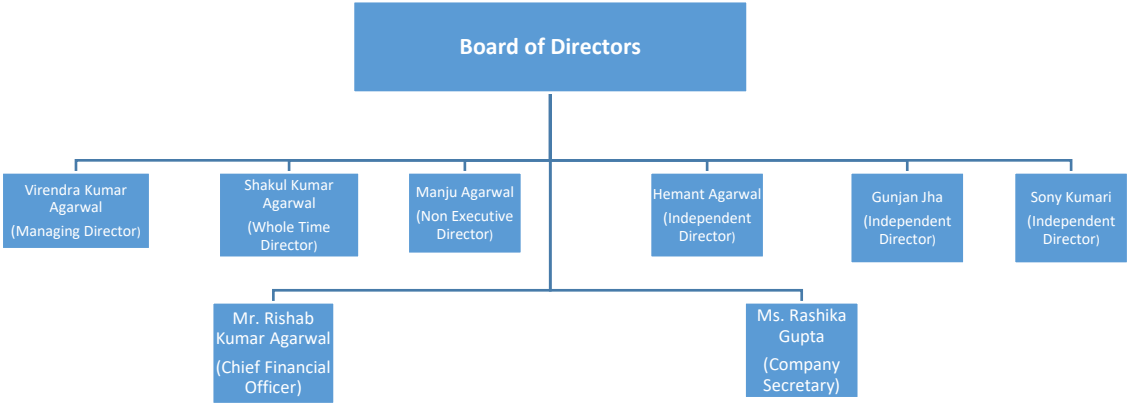 Board of Directors
Virendra Kumar
Agarwal
(Managing Director)
Shakul Kumar
Agarwal
(Whole Time
Director)
Manju Agarwal
(Non Executive
Director)
Hemant Agarwal
(Independent
Director)
Gunjan Jha
(Independent
Director)
Sony Kumari
(Independent
Director)
Mr. Rishab
Kumar Agarwal
(Chief Financial
Officer)
Ms. Rashika
Gupta
(Company
Secretary)